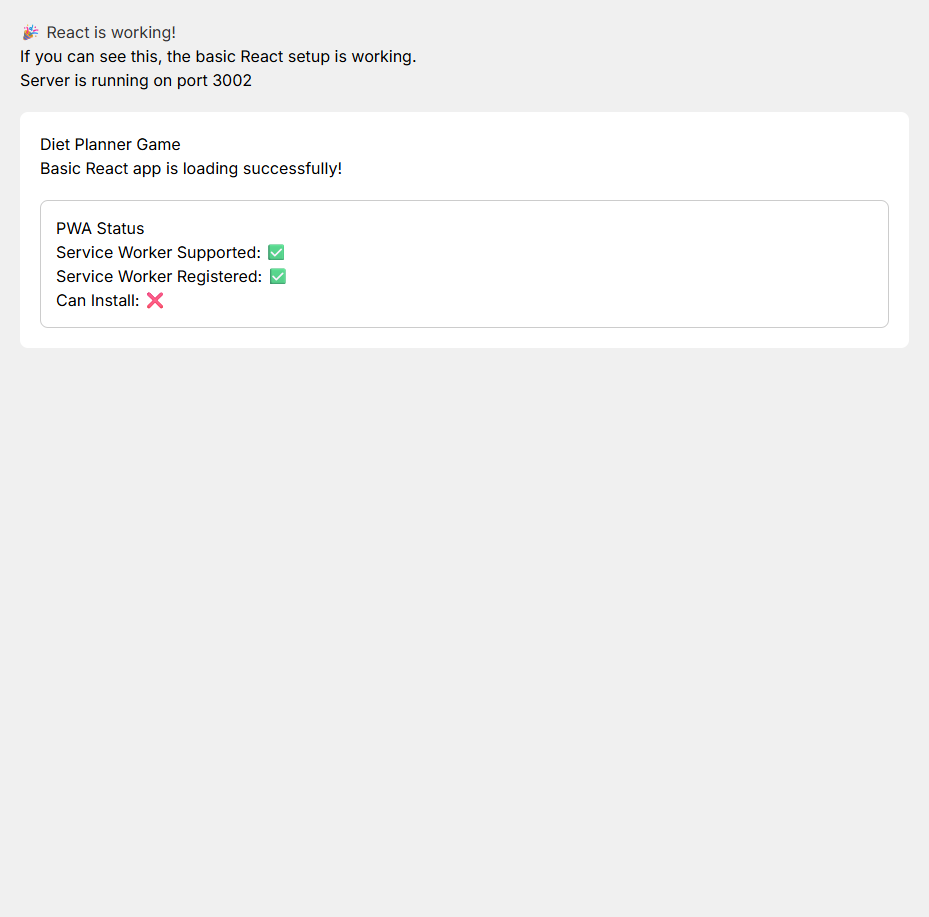 🎉 React is working!
If you can see this, the basic React setup is working.
Server is running on port 3002
Diet Planner Game
Basic React app is loading successfully!
PWA Status
Service Worker Supported: ✅
Service Worker Registered: ✅
Can Install: ❌